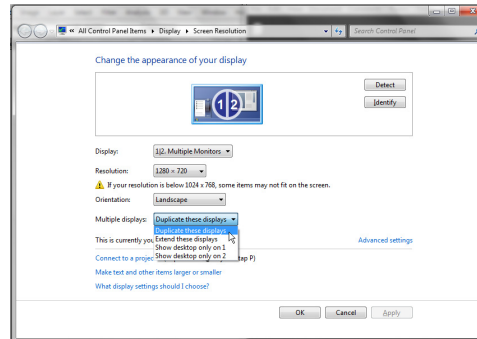 « All Control Panel Items ▸ Display ▸ Screen Resolution
Search Control Panel
Change the appearance of your display
1|2
Detect
Identify
Display: 1|2. Multiple Monitors
Resolution: 1280 × 720
If your resolution is below 1024 x 768, some items may not fit on the screen.
Orientation: Landscape
Multiple displays: Duplicate these displays
Duplicate these displays
Extend these displays
Show desktop only on 1
Show desktop only on 2
This is currently you
Advanced settings
Connect to a projec
tap P)
Make text and other items larger or smaller
What display settings should I choose?
OK Cancel Apply